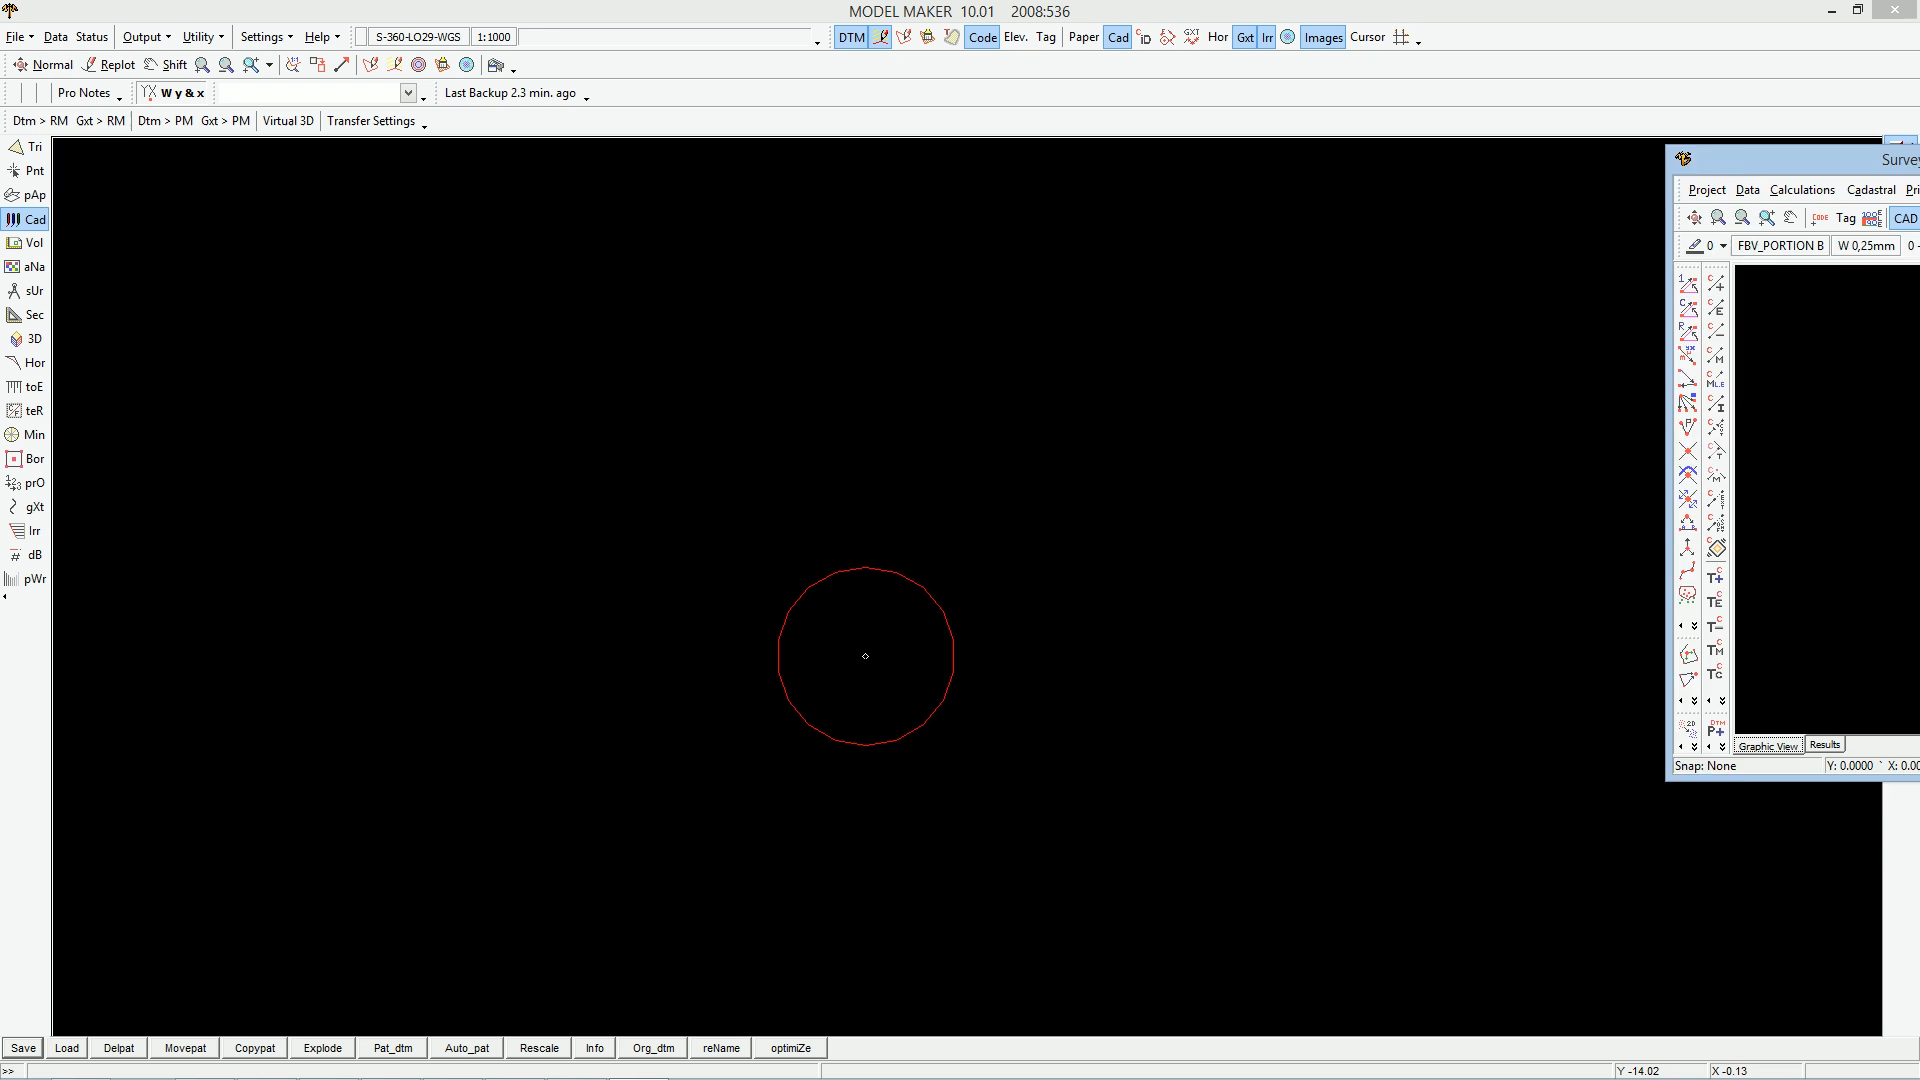 MODEL MAKER 10.01 2008:536
File Data Status Output Utility Settings Help S-360-LO29-WGS 1:1000 DTM Code Elev. Tag Paper Cad Hor Gxt Irr Images Cursor
Normal Replot Shift
Pro Notes W y & x Last Backup 2.3 min. ago
Dtm > RM Gxt > RM Dtm > PM Gxt > PM Virtual 3D Transfer Settings
Tri
Pnt
pAp
Cad
Vol
aNa
sUr
Sec
3D
Hor
toE
teR
Min
Bor
prO
gXt
Irr
dB
pWr
Surve
Project Data Calculations Cadastral Pri
Tag CAD
0 FBV_PORTION B W 0,25mm 0
Graphic View Results
Snap: None Y: 0.0000 X: 0.00
Save Load Delpat Movepat Copypat Explode Pat_dtm Auto_pat Rescale Info Org_dtm reName optimiZe
>> Y -14.02 X -0.13